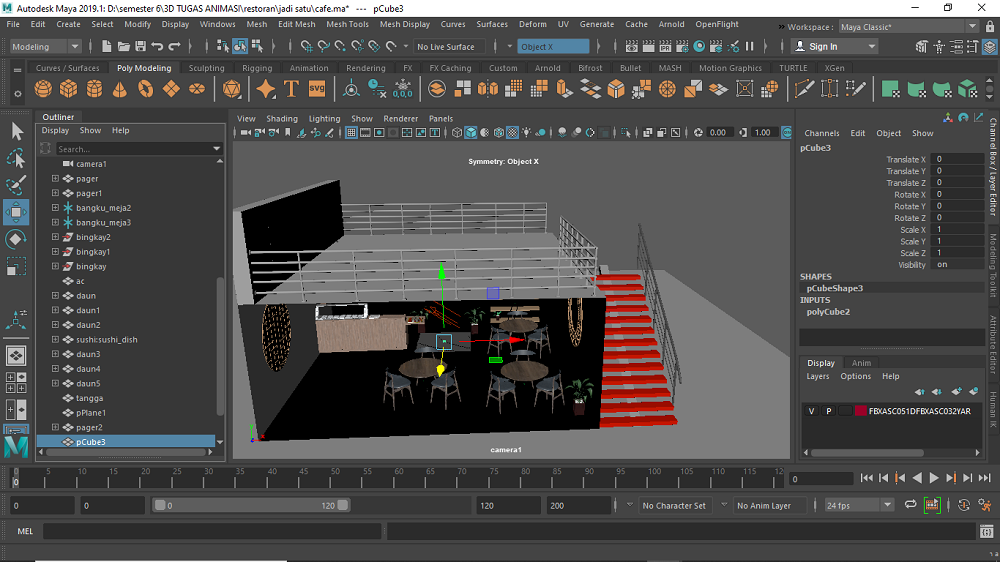 Autodesk Maya 2019.1: D:\semester 6\3D TUGAS ANIMASI\restoran\jadi satu\cafe.ma* --- pCube3
File Edit Create Select Modify Display Windows Mesh Edit Mesh Mesh Tools Mesh Display Curves Surfaces Deform UV Generate Cache Arnold OpenFlight
Workspace : Maya Classic*
Modeling
No Live Surface
Object X
Sign In
Curves / Surfaces Poly Modeling Sculpting Rigging Animation Rendering FX FX Caching Custom Arnold Bifrost Bullet MASH Motion Graphics TURTLE XGen
T SVG 0,0,0
Outliner
Display Show Help
Search...
camera1
pager
pager1
bangku_meja2
bangku_meja3
bingkay2
bingkay1
bingkay
ac
daun
daun1
daun2
sushi:sushi_dish
daun3
daun4
daun5
tangga
pPlane1
pager2
pCube3
View Shading Lighting Show Renderer Panels
0.00 1.00
Symmetry: Object X
camera1
Channels Edit Object Show
pCube3
Translate X 0
Translate Y 0
Translate Z 0
Rotate X 0
Rotate Y 0
Rotate Z 0
Scale X 1
Scale Y 1
Scale Z 1
Visibility on
SHAPES
pCubeShape3
INPUTS
polyCube2
Display Anim
Layers Options Help
V P FBXASC051DFBXASC032YAR
Channel Box / Layer Editor
Modeling Toolkit
Attribute Editor
Human IK
0 5 10 15 20 25 30 35 40 45 50 55 60 65 70 75 80 85 90 95 100 105 110 115 12
0
0
0 0 0 120 120 200
No Character Set
No Anim Layer
24 fps
MEL